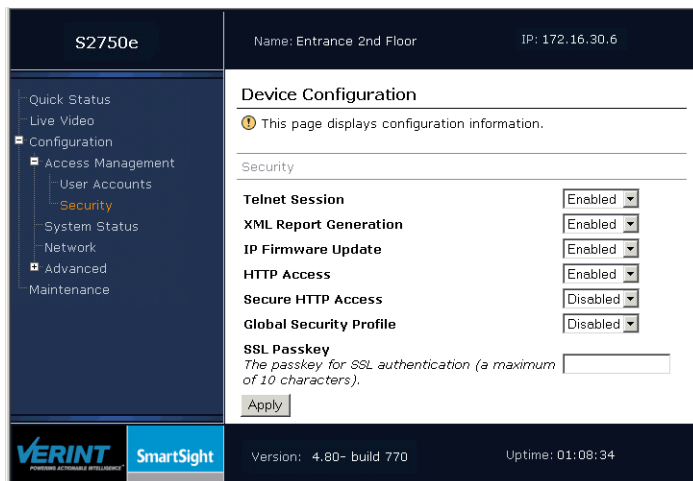 S2750e
Name: Entrance 2nd Floor
IP: 172.16.30.6
Quick Status
Live Video
Configuration
Access Management
User Accounts
Security
System Status
Network
Advanced
Maintenance
Device Configuration
This page displays configuration information.
Security
Telnet Session Enabled
XML Report Generation Enabled
IP Firmware Update Enabled
HTTP Access Enabled
Secure HTTP Access Disabled
Global Security Profile Disabled
SSL Passkey
The passkey for SSL authentication (a maximum
of 10 characters).
Apply
VERINT
POWERING ACTIONABLE INTELLIGENCE
SmartSight
Version: 4.80- build 770
Uptime: 01:08:34